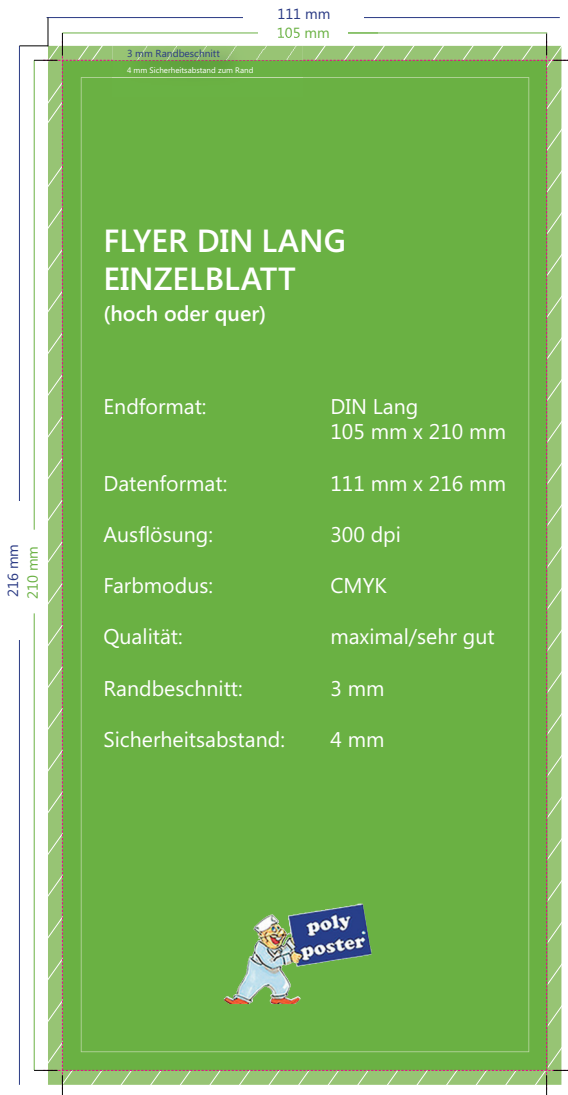 111 mm
105 mm
3 mm Randbeschnitt
4 mm Sicherheitsabstand zum Rand
FLYER DIN LANG
EINZELBLATT
(hoch oder quer)
Endformat: DIN Lang
105 mm x 210 mm
Datenformat: 111 mm x 216 mm
Ausflösung: 300 dpi
Farbmodus: CMYK
Qualität: maximal/sehr gut
Randbeschnitt: 3 mm
Sicherheitsabstand: 4 mm
216 mm
210 mm
poly
poster